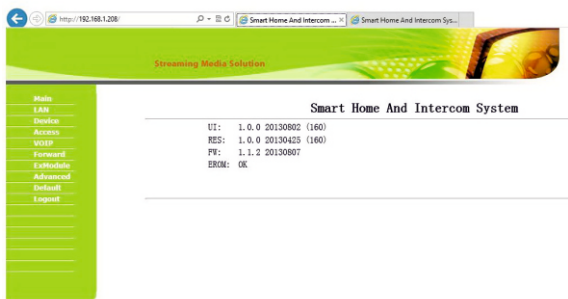 http://192.168.1.208/
Smart Home And Intercom ...
Smart Home And Intercom Sys...
Streaming Media Solution
Main
LAN
Device
Access
VOIP
Forward
ExModule
Advanced
Default
Logout
Smart Home And Intercom System
UI: 1.0.0 20130802 (160)
RES: 1.0.0 20130425 (160)
FW: 1.1.2 20130807
EROM: OK